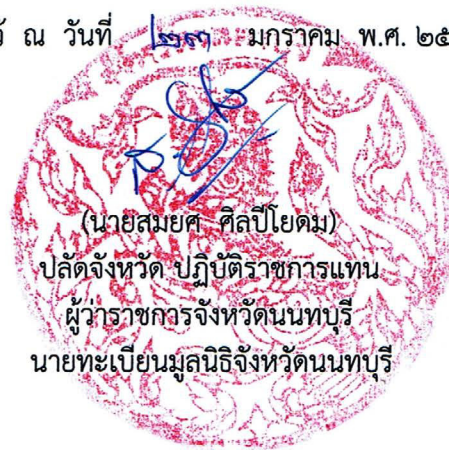 ณ วันที่ ๒๓ มกราคม พ.ศ. ๒๕
(นายสมยศ ศิลปีโยดม)
ปลัดจังหวัด ปฏิบัติราชการแทน
ผู้ว่าราชการจังหวัดนนทบุรี
นายทะเบียนมูลนิธิจังหวัดนนทบุรี